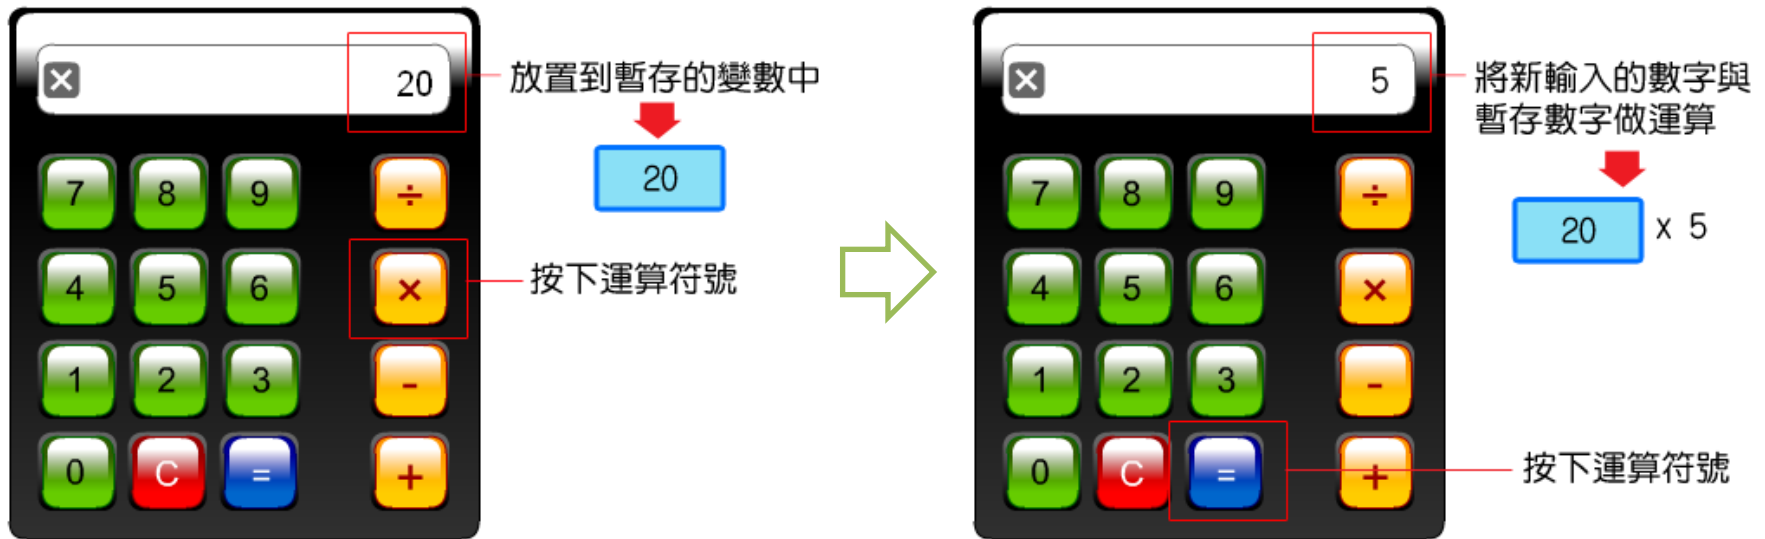 20
放置到暫存的變數中
20
7 8 9 ÷
4 5 6 ×
按下運算符號
1 2 3 -
0 C = +
5
將新輸入的數字與
暫存數字做運算
20 x 5
7 8 9 ÷
4 5 6 ×
1 2 3 -
0 C = +
按下運算符號